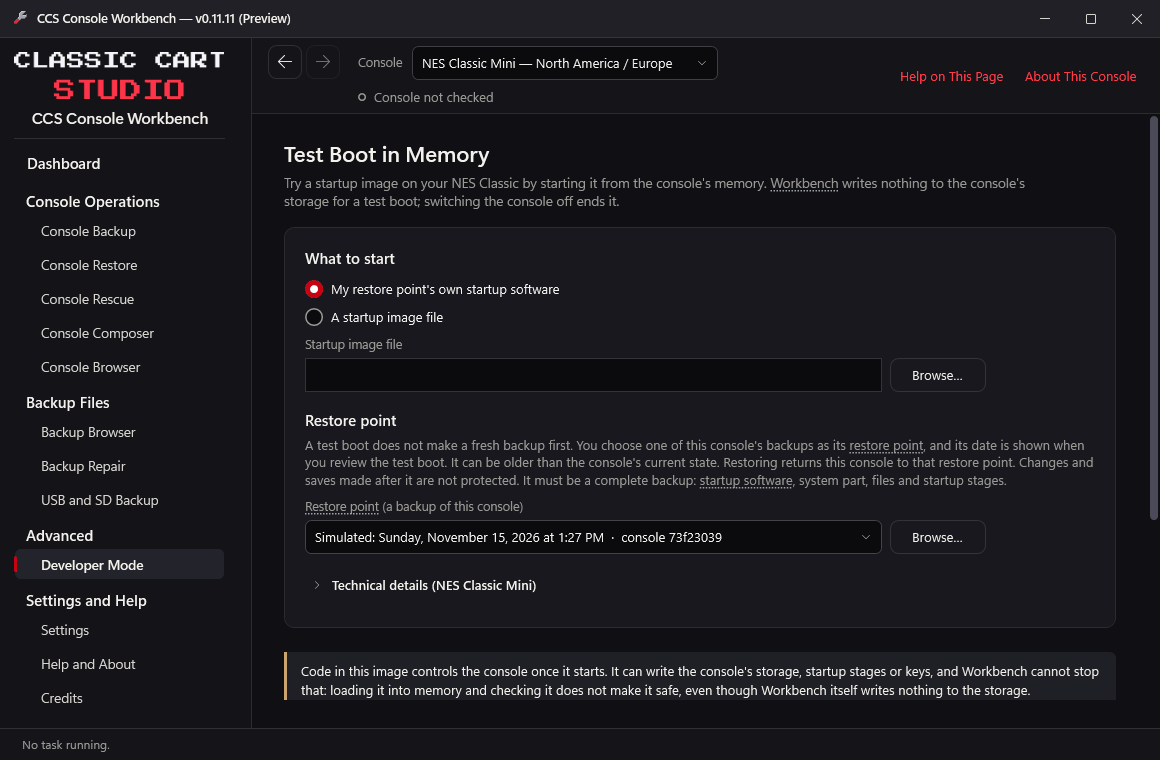 CCS Console Workbench — v0.11.11 (Preview)
CLASSIC CART
STUDIO
CCS Console Workbench
Dashboard
Console Operations
Console Backup
Console Restore
Console Rescue
Console Composer
Console Browser
Backup Files
Backup Browser
Backup Repair
USB and SD Backup
Advanced
Developer Mode
Settings and Help
Settings
Help and About
Credits
Console
NES Classic Mini — North America / Europe
Console not checked
Help on This Page
About This Console
Test Boot in Memory
Try a startup image on your NES Classic by starting it from the console's memory. Workbench writes nothing to the console's
storage for a test boot; switching the console off ends it.
What to start
My restore point's own startup software
A startup image file
Startup image file
Browse...
Restore point
A test boot does not make a fresh backup first. You choose one of this console's backups as its restore point, and its date is shown when
you review the test boot. It can be older than the console's current state. Restoring returns this console to that restore point. Changes and
saves made after it are not protected. It must be a complete backup: startup software, system part, files and startup stages.
Restore point (a backup of this console)
Simulated: Sunday, November 15, 2026 at 1:27 PM · console 73f23039
Browse...
Technical details (NES Classic Mini)
Code in this image controls the console once it starts. It can write the console's storage, startup stages or keys, and Workbench cannot stop
that: loading it into memory and checking it does not make it safe, even though Workbench itself writes nothing to the storage.
No task running.